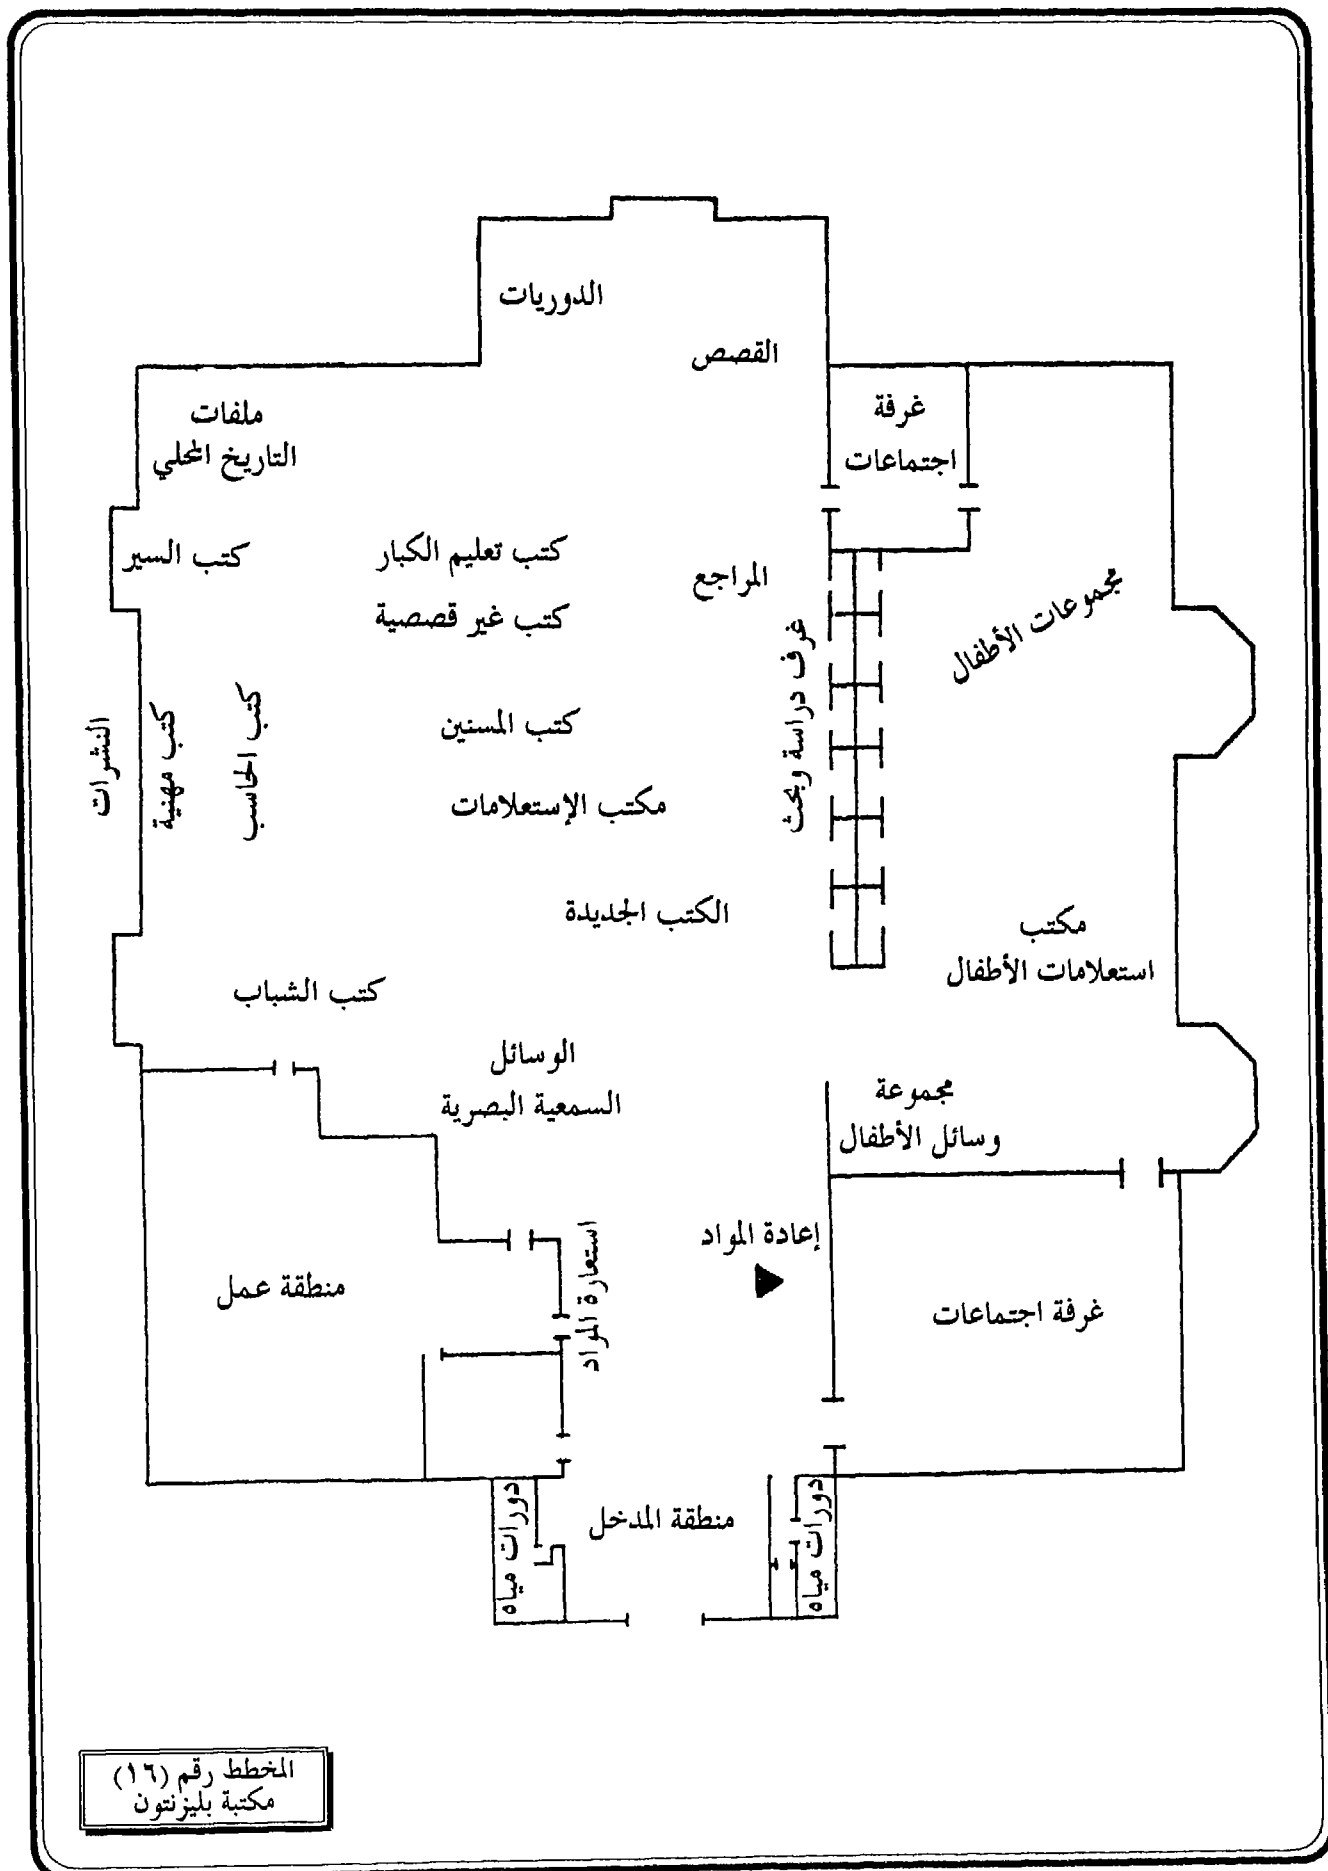 الدوريات
القصص
غرفة
اجتماعات
ملفات
التاريخ المحلي
كتب السير
كتب تعليم الكبار
المراجع
مجموعات الأطفال
كتب غير قصصية
غرف دراسة وبحث
النشرات
كتب مهنية
كتب الحاسب
كتب المسنين
مكتب الإستعلامات
الكتب الجديدة
مكتب
استعلامات الأطفال
كتب الشباب
الوسائل
السمعية البصرية
مجموعة
وسائل الأطفال
إعادة المواد
استعارة المواد
منطقة عمل
غرفة اجتماعات
دورات مياه
منطقة المدخل
دورات مياه
المخطط رقم (١٦)
مكتبة بليزنتون